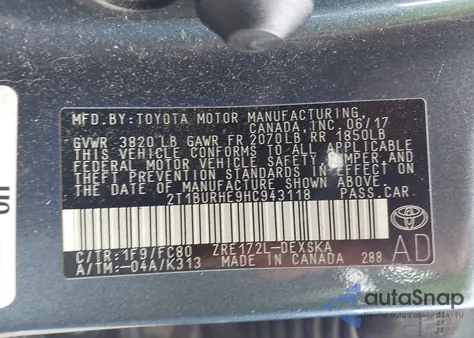 MFD.BY: TOYOTA MOTOR MANUFACTURING,
CANADA, INC. 06/17
GVWR 3820LB GAWR FR 2070LB RR 1850LB
THIS VEHICLE CONFORMS TO ALL APPLICABLE
FEDERAL MOTOR VEHICLE SAFETY, BUMPER, AND
THEFT PREVENTION STANDARDS IN EFFECT ON
THE DATE OF MANUFACTURE SHOWN ABOVE.
2T1BURHE9HC943118 PASS.CAR
C/TR: 1F9/FC80 ZRE172L-DEXSKA
A/TM: -04A/K313 MADE IN CANADA 288
AD
autoSnap